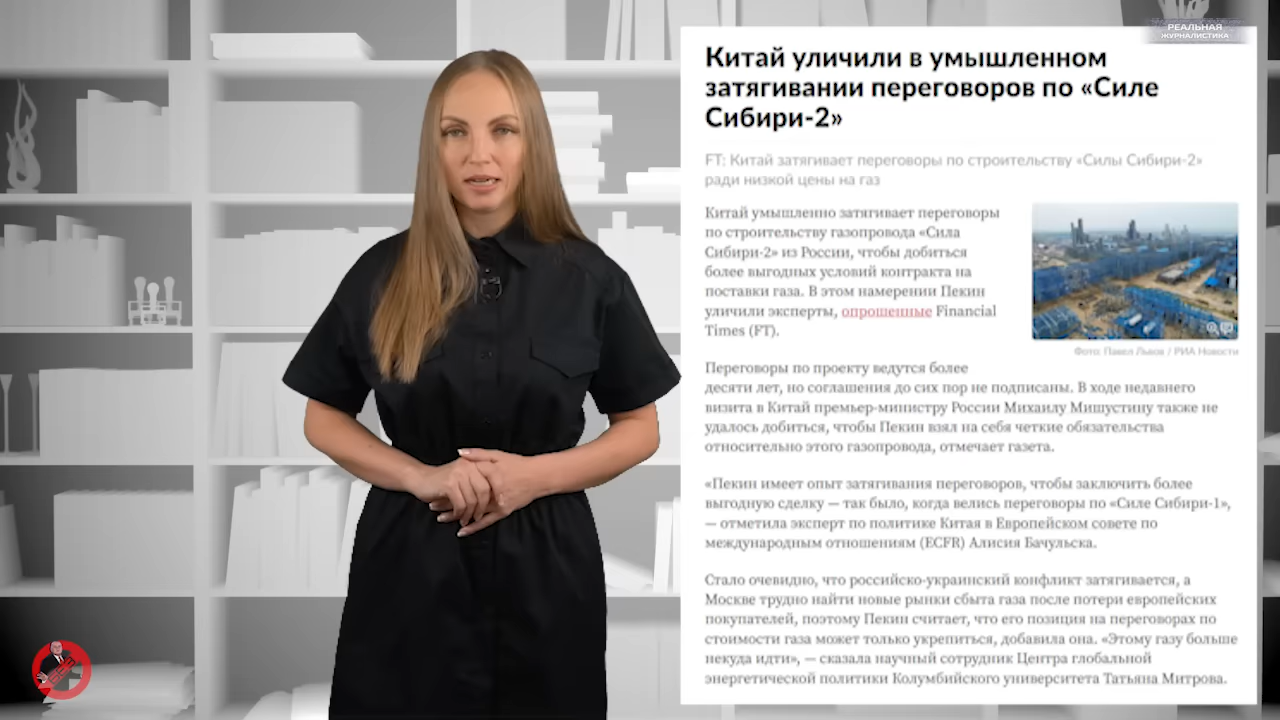 РЕАЛЬНАЯ
ЖУРНАЛИСТИКА
Китай уличили в умышленном
затягивании переговоров по «Силе
Сибири-2»
FT: Китай затягивает переговоры по строительству «Силы Сибири-2»
ради низкой цены на газ
Китай умышленно затягивает переговоры
по строительству газопровода «Сила
Сибири-2» из России, чтобы добиться
более выгодных условий контракта на
поставки газа. В этом намерении Пекин
уличили эксперты, опрошенные Financial
Times (FT).
Фото: Павел Львов / РИА Новости
Переговоры по проекту ведутся более
десяти лет, но соглашения до сих пор не подписаны. В ходе недавнего
визита в Китай премьер-министру России Михаилу Мишустину также не
удалось добиться, чтобы Пекин взял на себя четкие обязательства
относительно этого газопровода, отмечает газета.
«Пекин имеет опыт затягивания переговоров, чтобы заключить более
выгодную сделку — так было, когда велись переговоры по «Силе Сибири-1»,
— отметила эксперт по политике Китая в Европейском совете по
международным отношениям (ECFR) Алисия Бачульска.
Стало очевидно, что российско-украинский конфликт затягивается, а
Москве трудно найти новые рынки сбыта газа после потери европейских
покупателей, поэтому Пекин считает, что его позиция на переговорах по
стоимости газа может только укрепиться, добавила она. «Этому газу больше
некуда идти», — сказала научный сотрудник Центра глобальной
энергетической политики Колумбийского университета Татьяна Митрова.